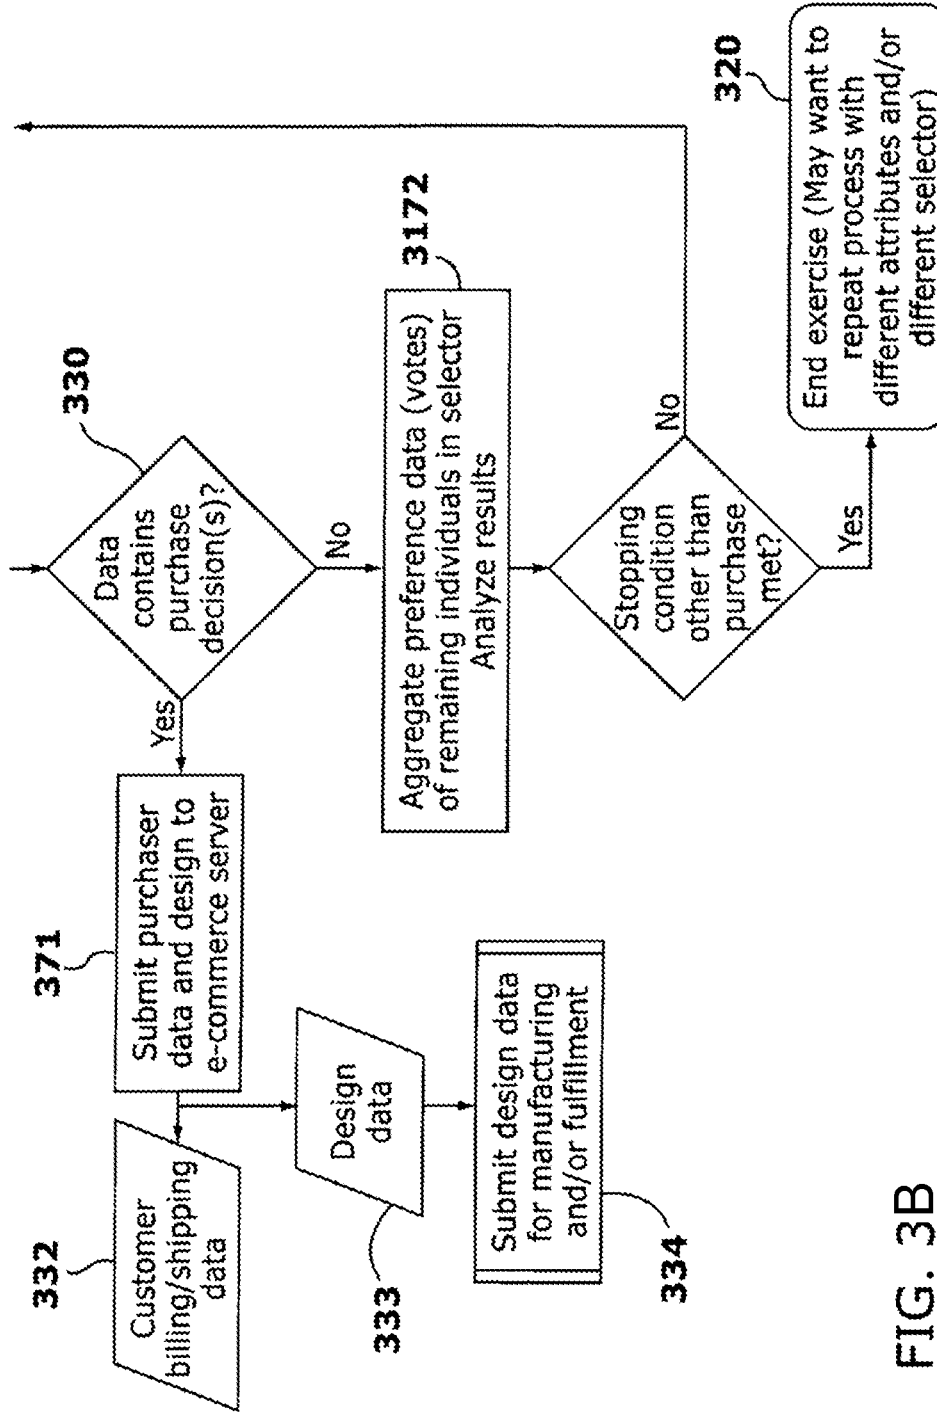 330
Data
contains
purchase
decision(s)?
Yes
No
371
Submit purchaser
data and design to
e-commerce server
332
Customer
billing/shipping
data
333
Design
data
Submit design data
for manufacturing
and/or fulfillment
334
3172
Aggregate preference data (votes)
of remaining individuals in selector
Analyze results
Stopping
condition
other than
purchase
met?
No
Yes
320
End exercise (May want to
repeat process with
different attributes and/or
different selector)
FIG. 3B